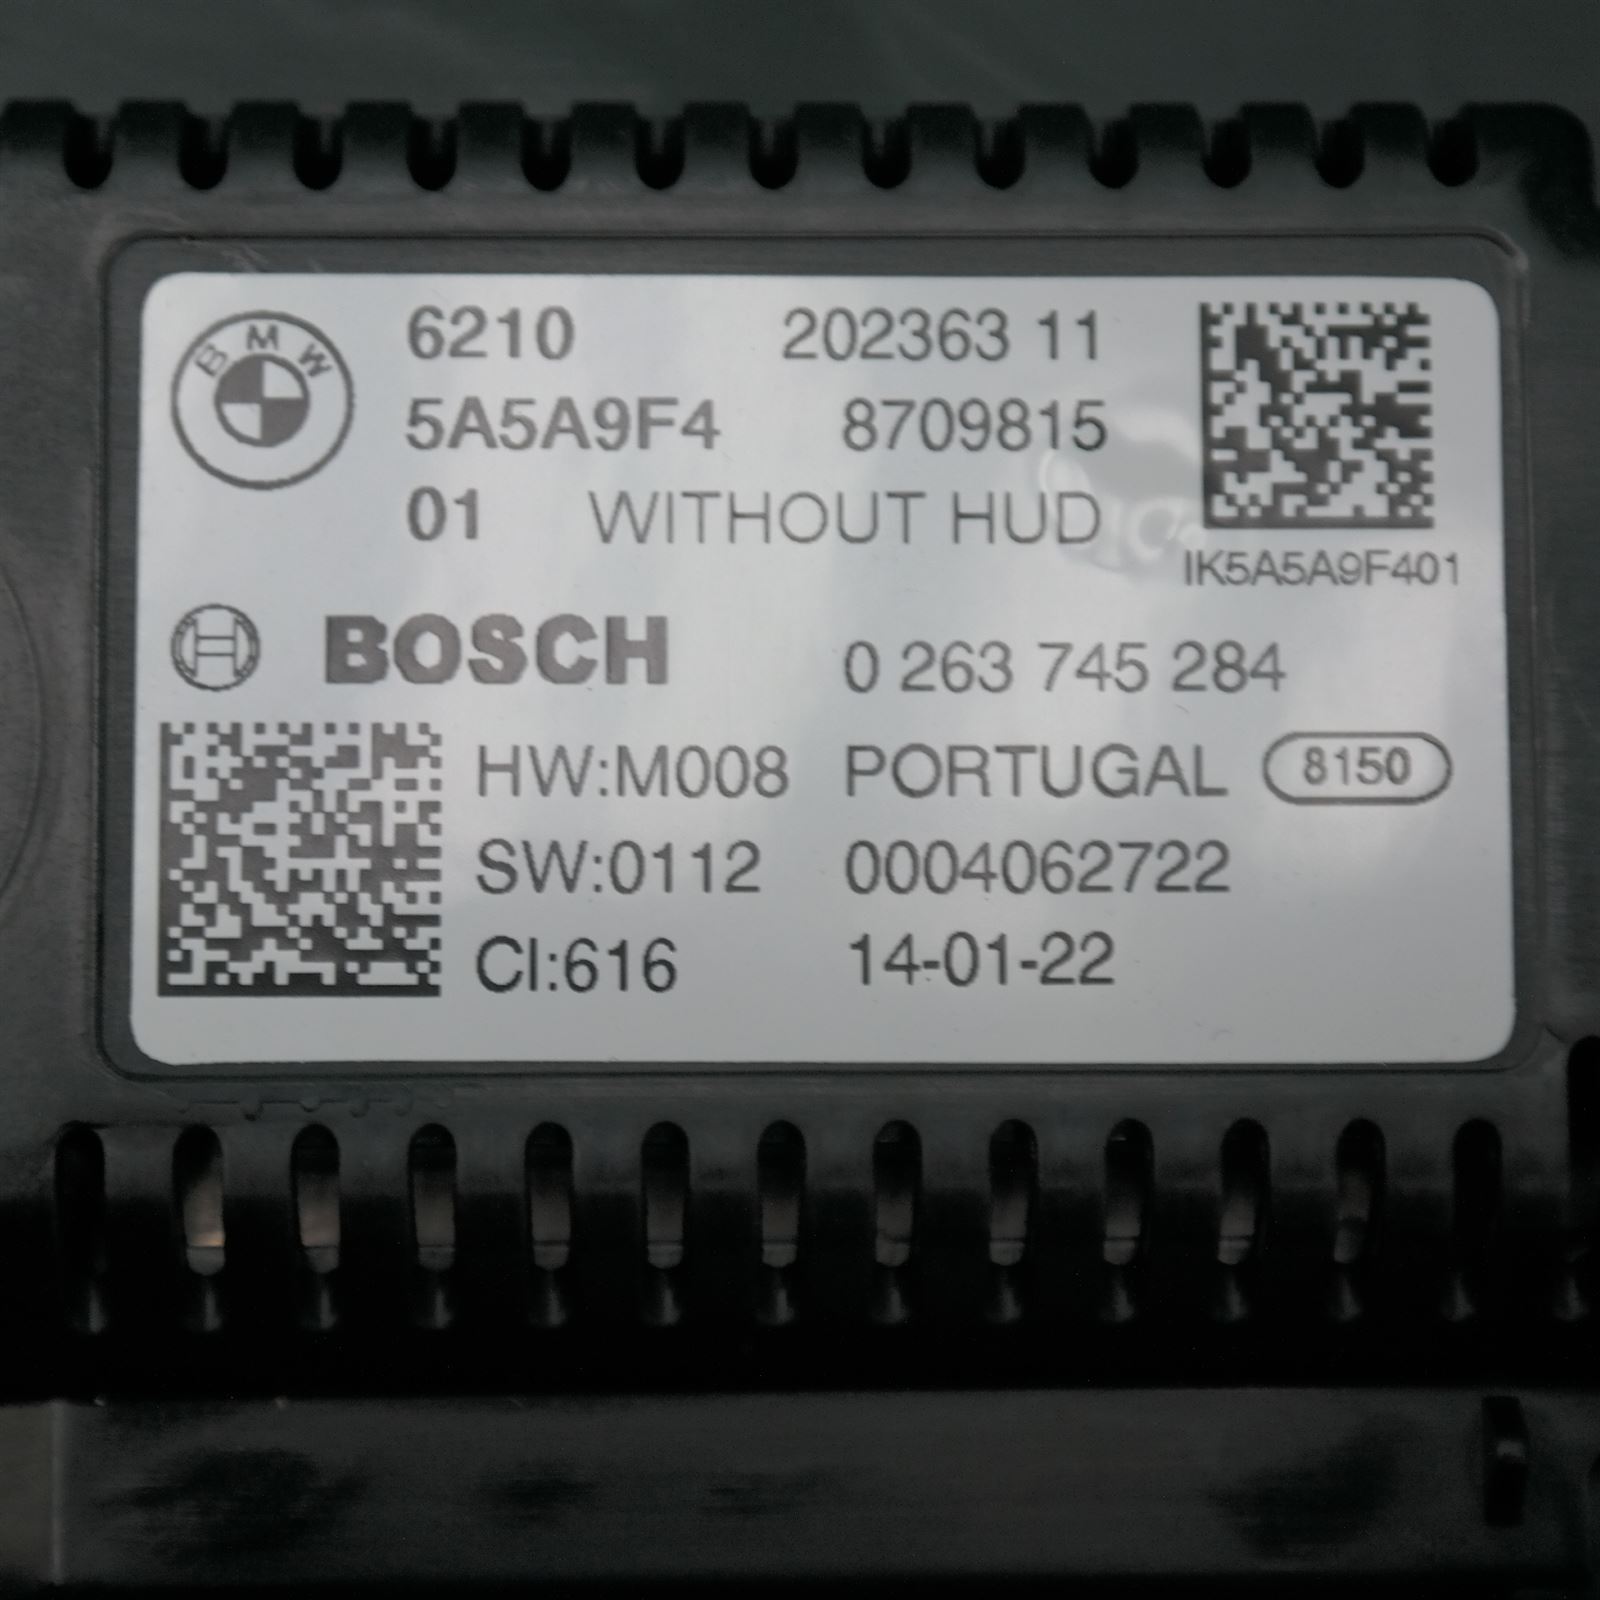 BMW
6210 202363 11
5A5A9F4 8709815
01 WITHOUT HUD
IK5A5A9F401
BOSCH 0 263 745 284
HW:M008 PORTUGAL 8150
SW:0112 0004062722
CI:616 14-01-22